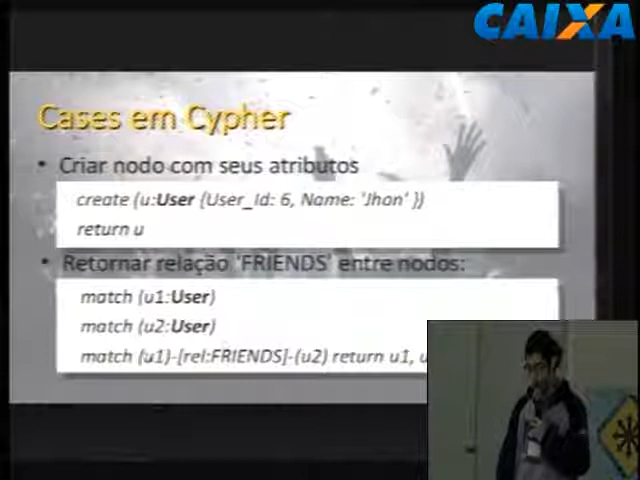 CAIXA
Cases em Cypher
• Criar nodo com seus atributos
create (u:User {User_Id: 6, Name: 'Jhon' })
return u
• Retornar relação 'FRIENDS' entre nodos:
match (u1:User)
match (u2:User)
match (u1)-[rel:FRIENDS]-(u2) return u1,